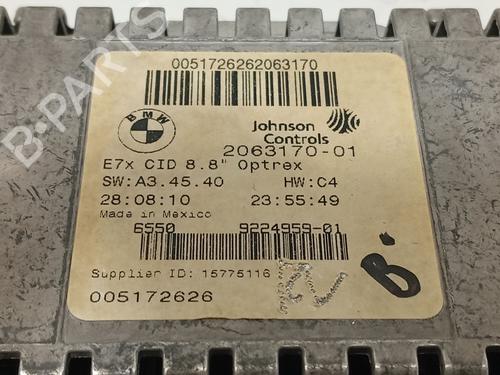 0051726262063170
BMW
Johnson
Controls
2063170-01
E7x CID 8.8" Optrex
SW:A3.45.40 HW:C4
28:08:10 23:55:49
Made in Mexico
6550 9224959-01
Supplier ID: 15775116
005172626
B
B-PARTS